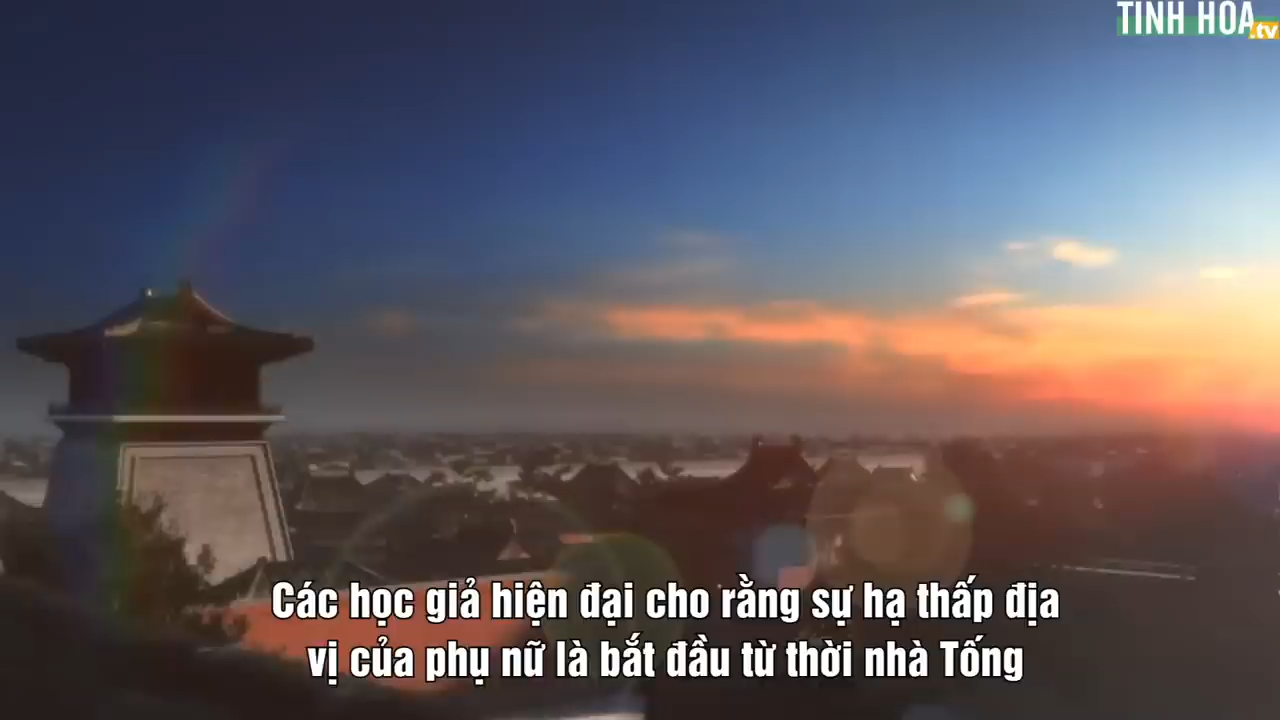 TINH HOA
.tv
Các học giả hiện đại cho rằng sự hạ thấp địa
vị của phụ nữ là bắt đầu từ thời nhà Tống